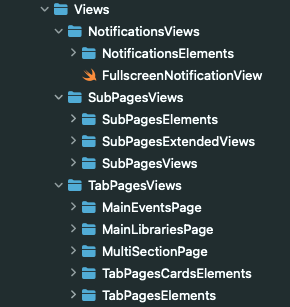 Views
NotificationsViews
NotificationsElements
FullscreenNotificationView
SubPagesViews
SubPagesElements
SubPagesExtendedViews
SubPagesViews
TabPagesViews
MainEventsPage
MainLibrariesPage
MultiSectionPage
TabPagesCardsElements
TabPagesElements